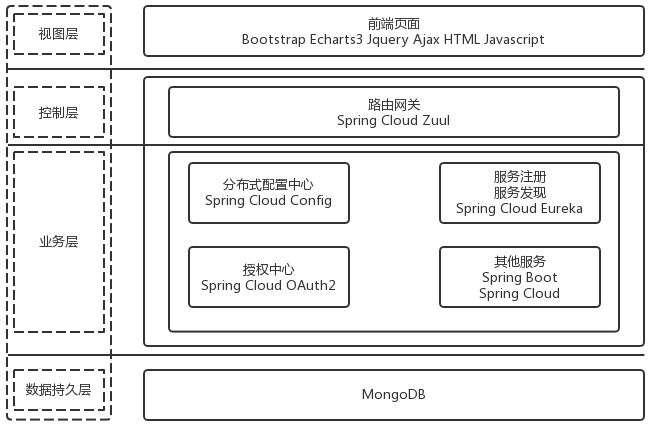 视图层
前端页面
Bootstrap Echarts3 Jquery Ajax HTML Javascript
控制层
路由网关
Spring Cloud Zuul
业务层
分布式配置中心
Spring Cloud Config
服务注册
服务发现
Spring Cloud Eureka
授权中心
Spring Cloud OAuth2
其他服务
Spring Boot
Spring Cloud
数据持久层
MongoDB